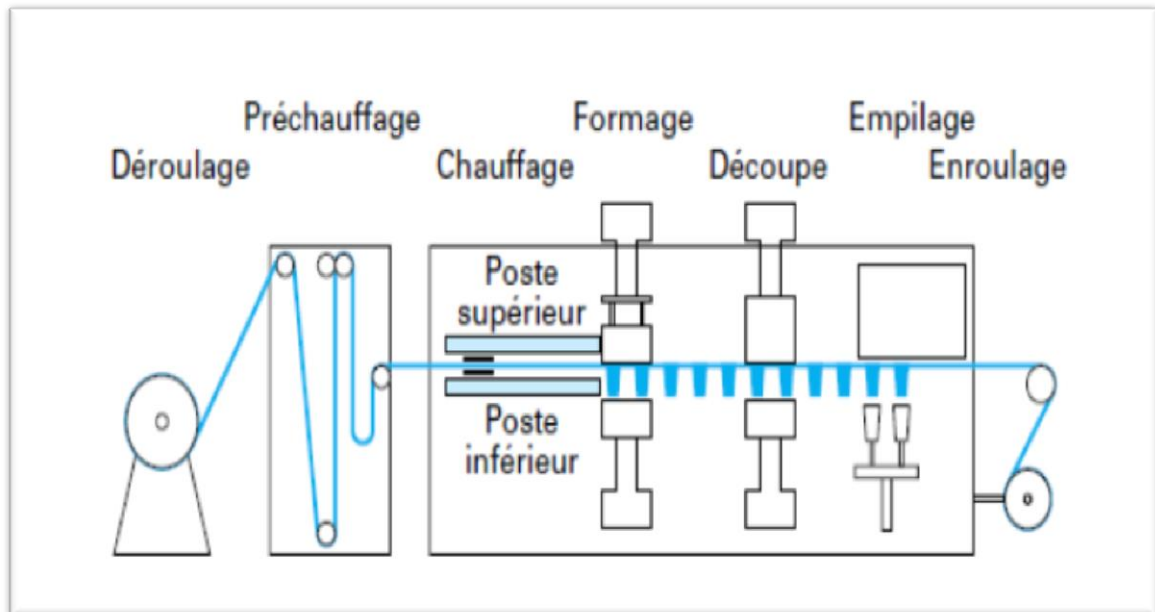 Préchauffage Formage Empilage
Déroulage Chauffage Découpe Enroulage
Poste
supérieur
Poste
inférieur